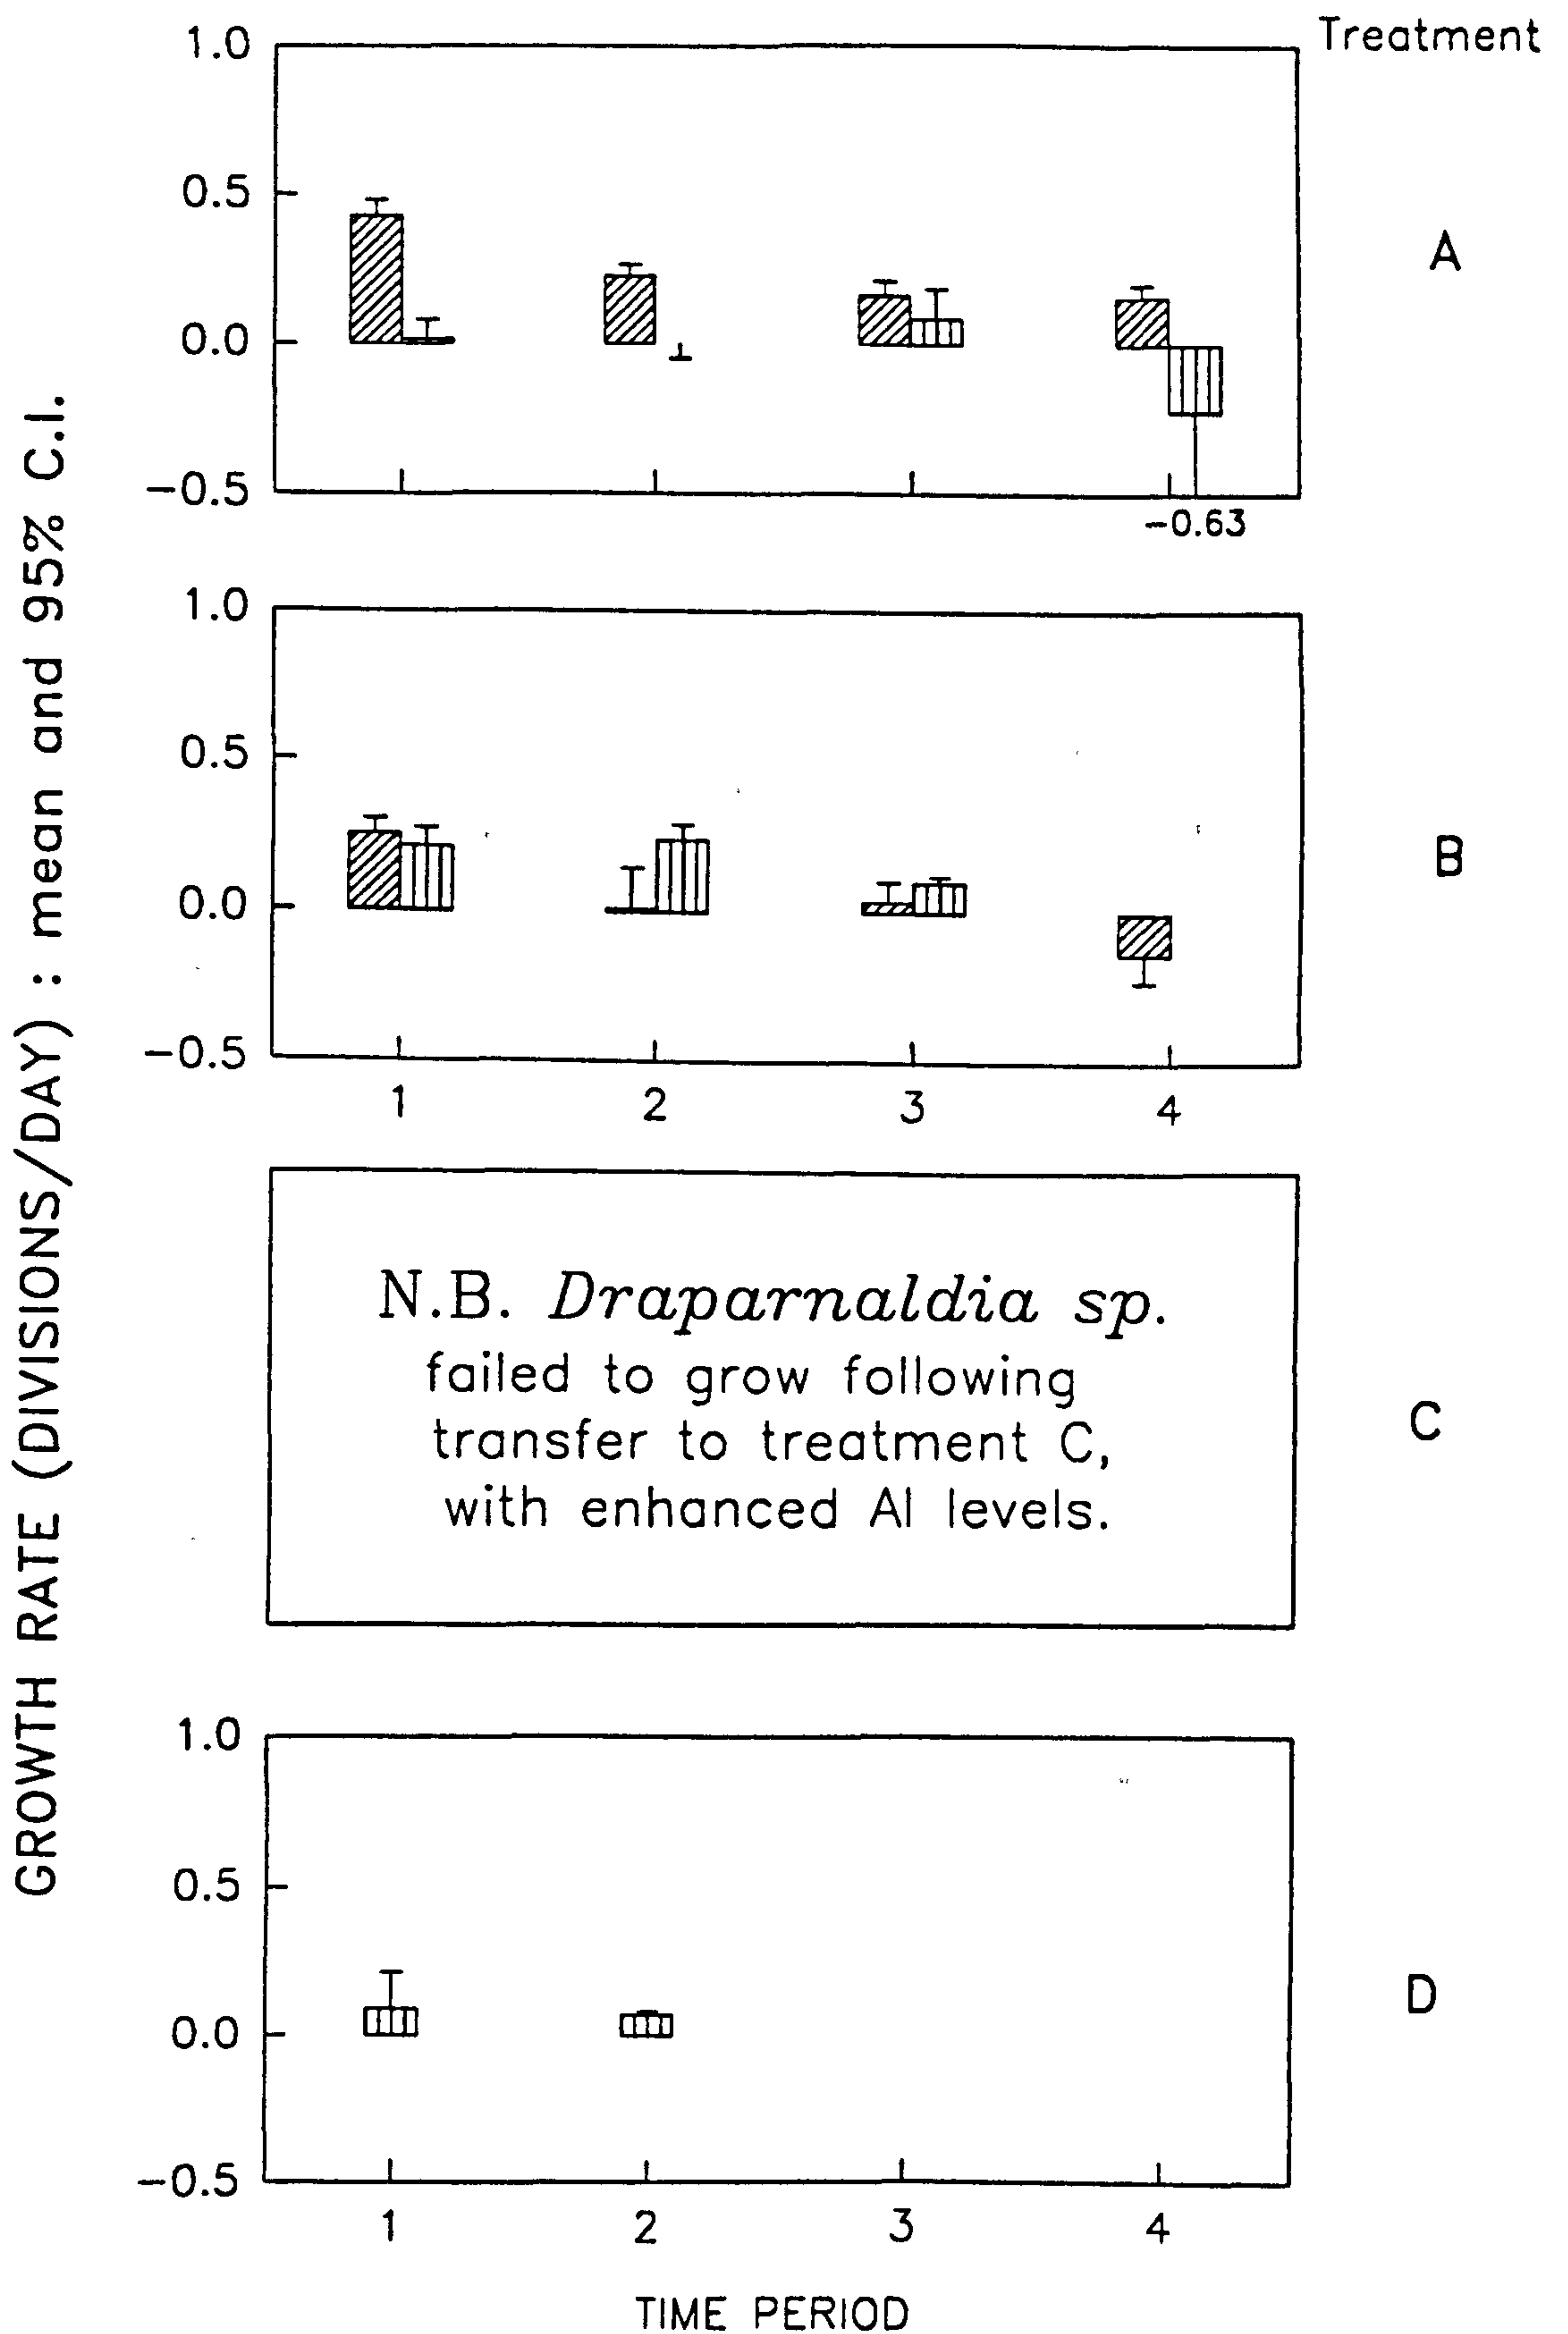 Treatment
GROWTH RATE (DIVISIONS/DAY) : mean and 95% C.I.
1.0
0.5
0.0
-0.5
A
-0.63
1.0
0.5
0.0
-0.5
B
1 2 3 4
N.B. Draparnaldia sp.
failed to grow following
transfer to treatment C,
with enhanced Al levels.
C
1.0
0.5
0.0
-0.5
D
1 2 3 4
TIME PERIOD